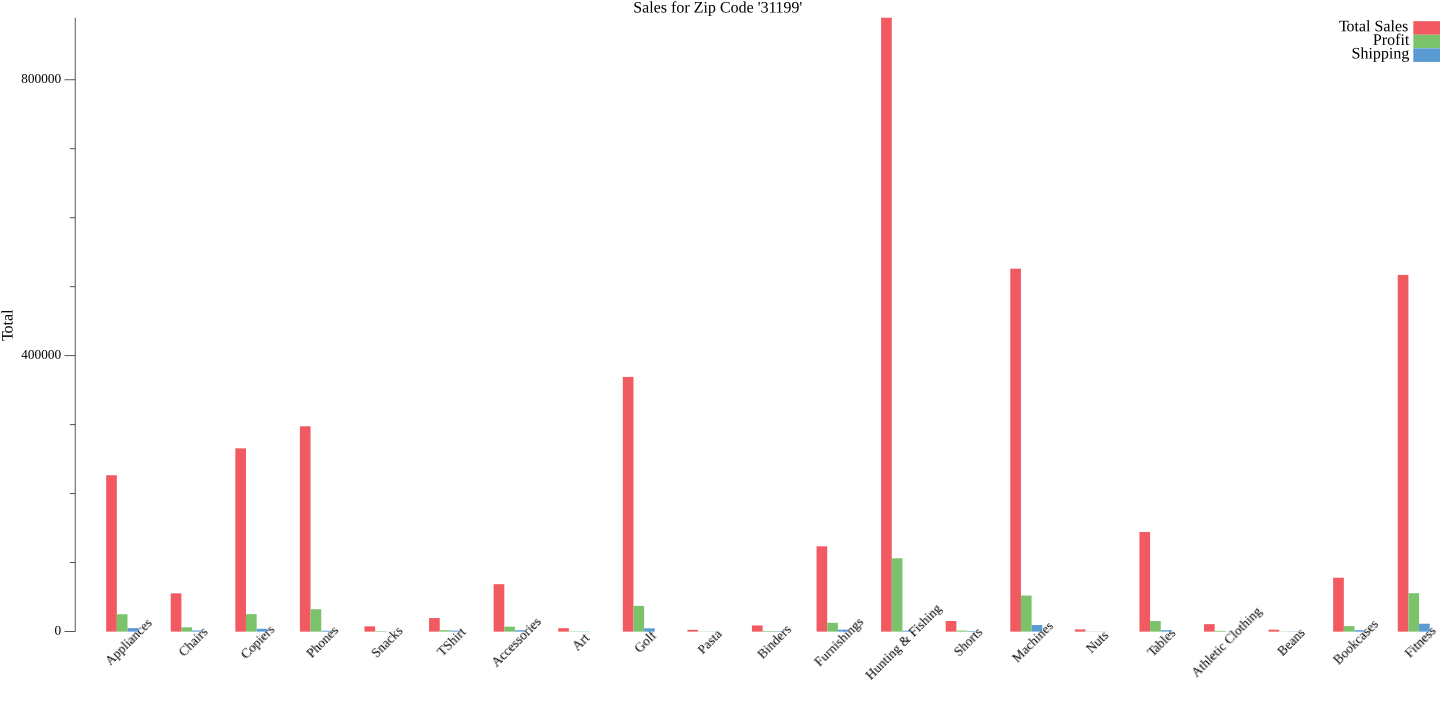 Sales for Zip Code '31199'
Total Sales
Profit
Shipping
800000
400000
0
Total
Appliances
Chairs
Copiers
Phones
Snacks
TShirt
Accessories
Art
Golf
Pasta
Binders
Furnishings
Hunting & Fishing
Shorts
Machines
Nuts
Tables
Athletic Clothing
Beans
Bookcases
Fitness